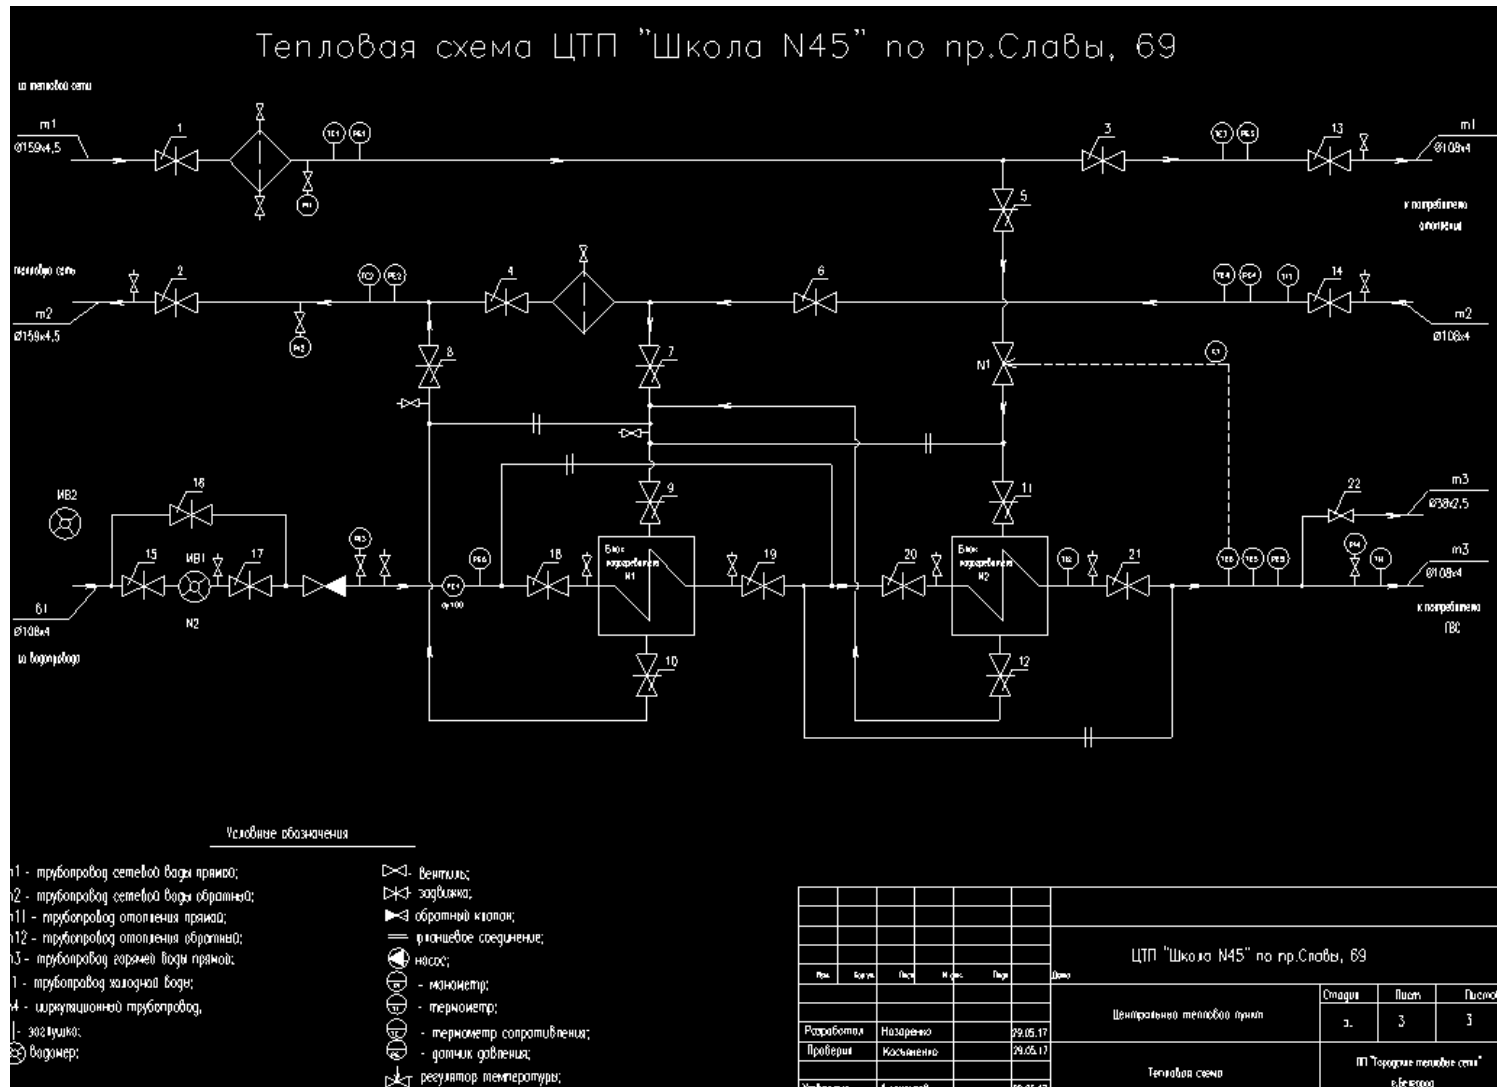 Тепловая схема ЦТП "Школа N45" по пр.Славы, 69
из тепловой сети
m1
Ø159х4,5
1
3
13
m1
Ø108х4
5
к потребителю
отопления
тепловую сеть
m2
Ø159х4,5
2
4
6
14
m2
Ø108х4
8
7
N1
9
11
16
ИВ2
15
ИВ1
17
N2
18
Блок
подогревателя
N1
19
20
Блок
подогревателя
N2
21
22
m3
Ø38х2,5
m3
Ø108х4
к потребителю
ГВС
Ø108х4
из водопровода
10
12
Условные обозначения
- трубопровод сетевой воды прямой;
- трубопровод сетевой воды обратный;
- трубопровод отопления прямой;
- трубопровод отопления обратный;
- трубопровод горячей воды прямой;
- трубопровод холодной воды;
- циркуляционный трубопровод,
- заглушка;
водомер;
- вентиль;
- задвижка;
обратный клапан;
фланцевое соединение;
насос;
- манометр;
- термометр;
- термометр сопротивления;
- датчик давления;
регулятор температуры;
ЦТП "Школа N45" по пр.Славы, 69
Центральный тепловой пункт
Стадия
Лист
3
3
Разработал
Назаренко
29.05.17
Проверил
29.05.17
Тепловая схема
ПП "Городские тепловые сети"
г.Белгород